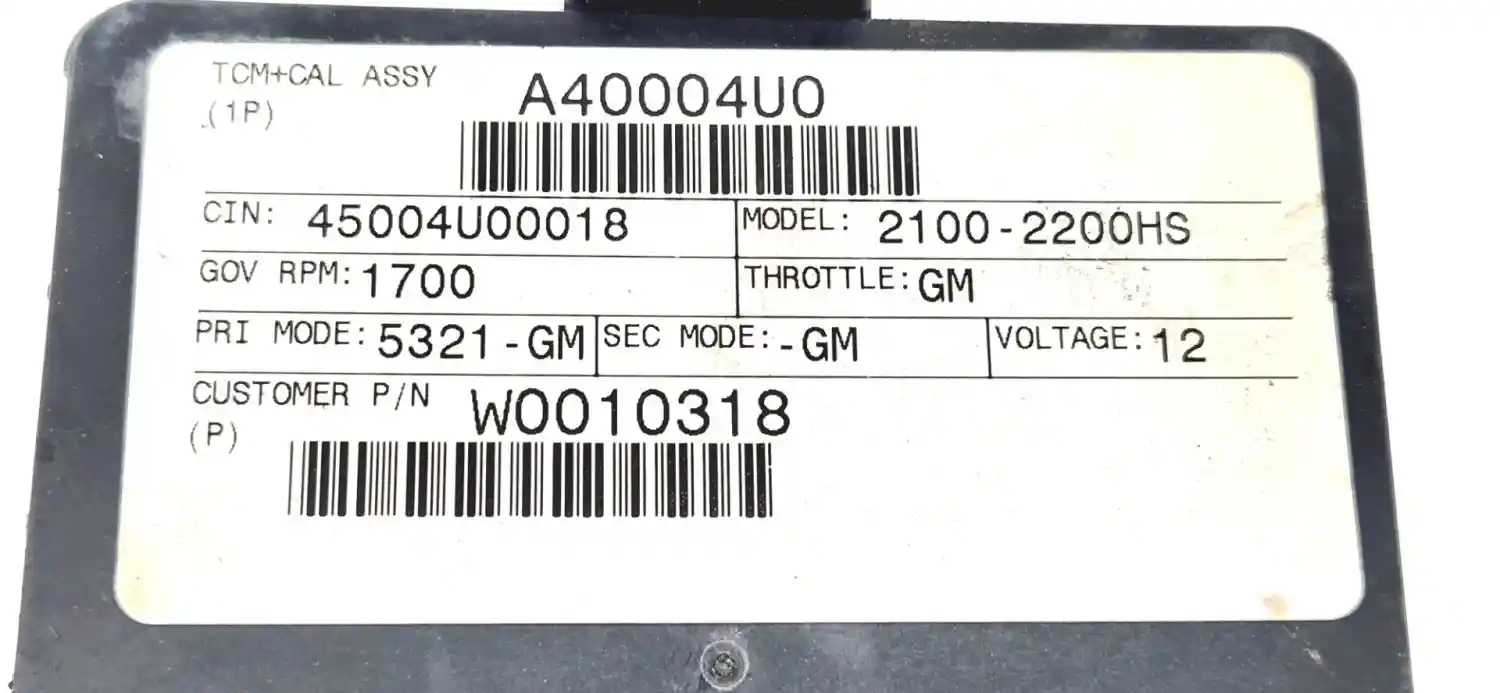 TCM+CAL ASSY A40004U0
(1P)
CIN: 45004U00018 MODEL: 2100-2200HS
GOV RPM: 1700 THROTTLE: GM
PRI MODE: 5321-GM SEC MODE: -GM VOLTAGE: 12
CUSTOMER P/N W0010318
(P)